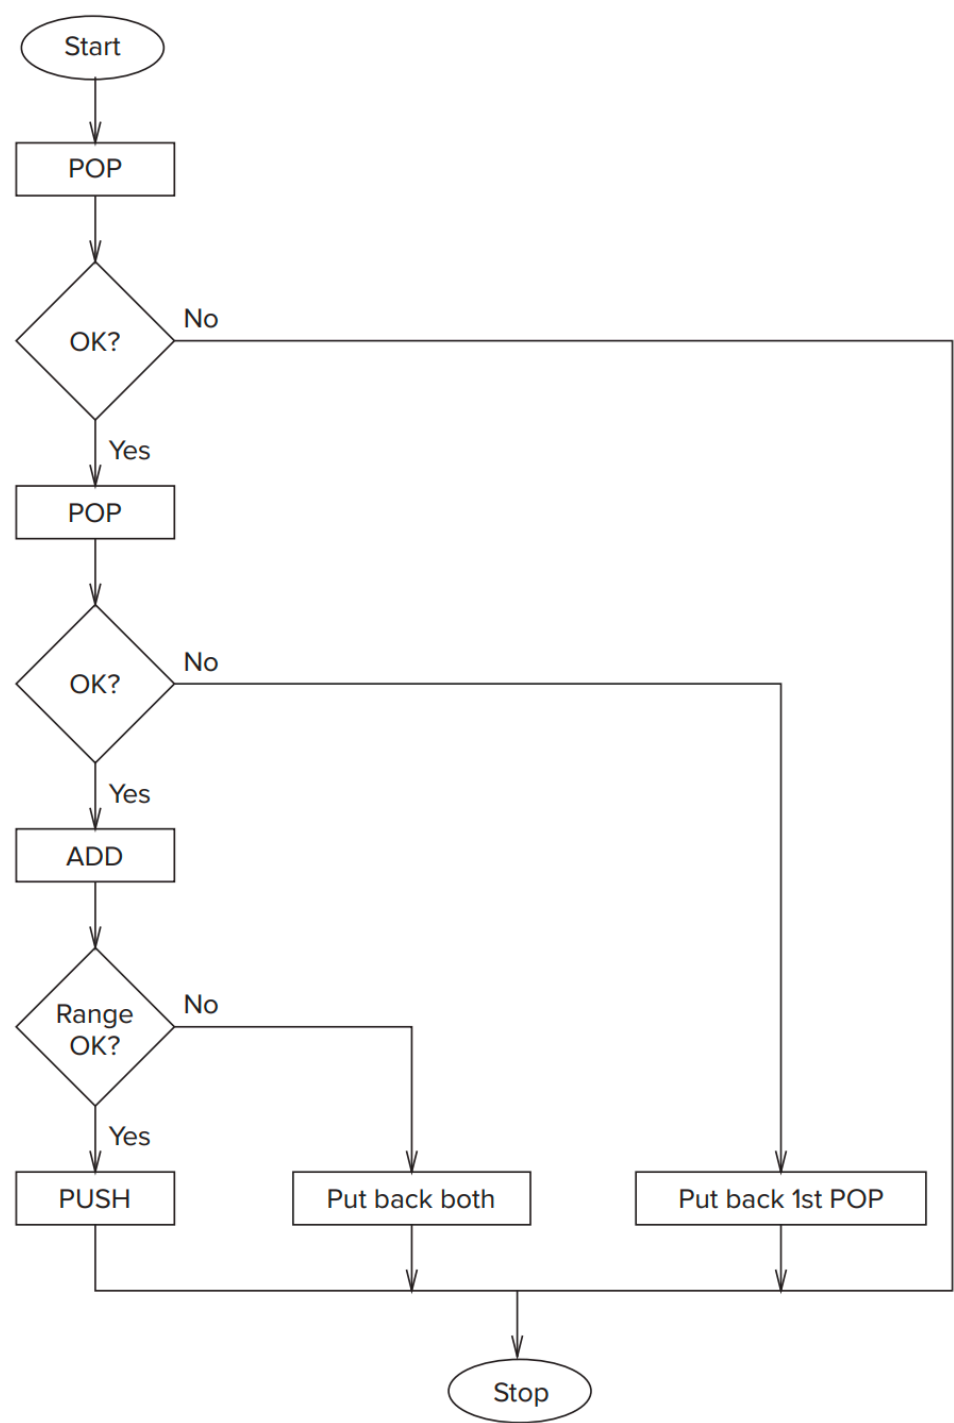 Start
POP
OK?
No
Yes
POP
OK?
No
Yes
ADD
Range
OK?
No
Yes
PUSH
Put back both
Put back 1st POP
Stop